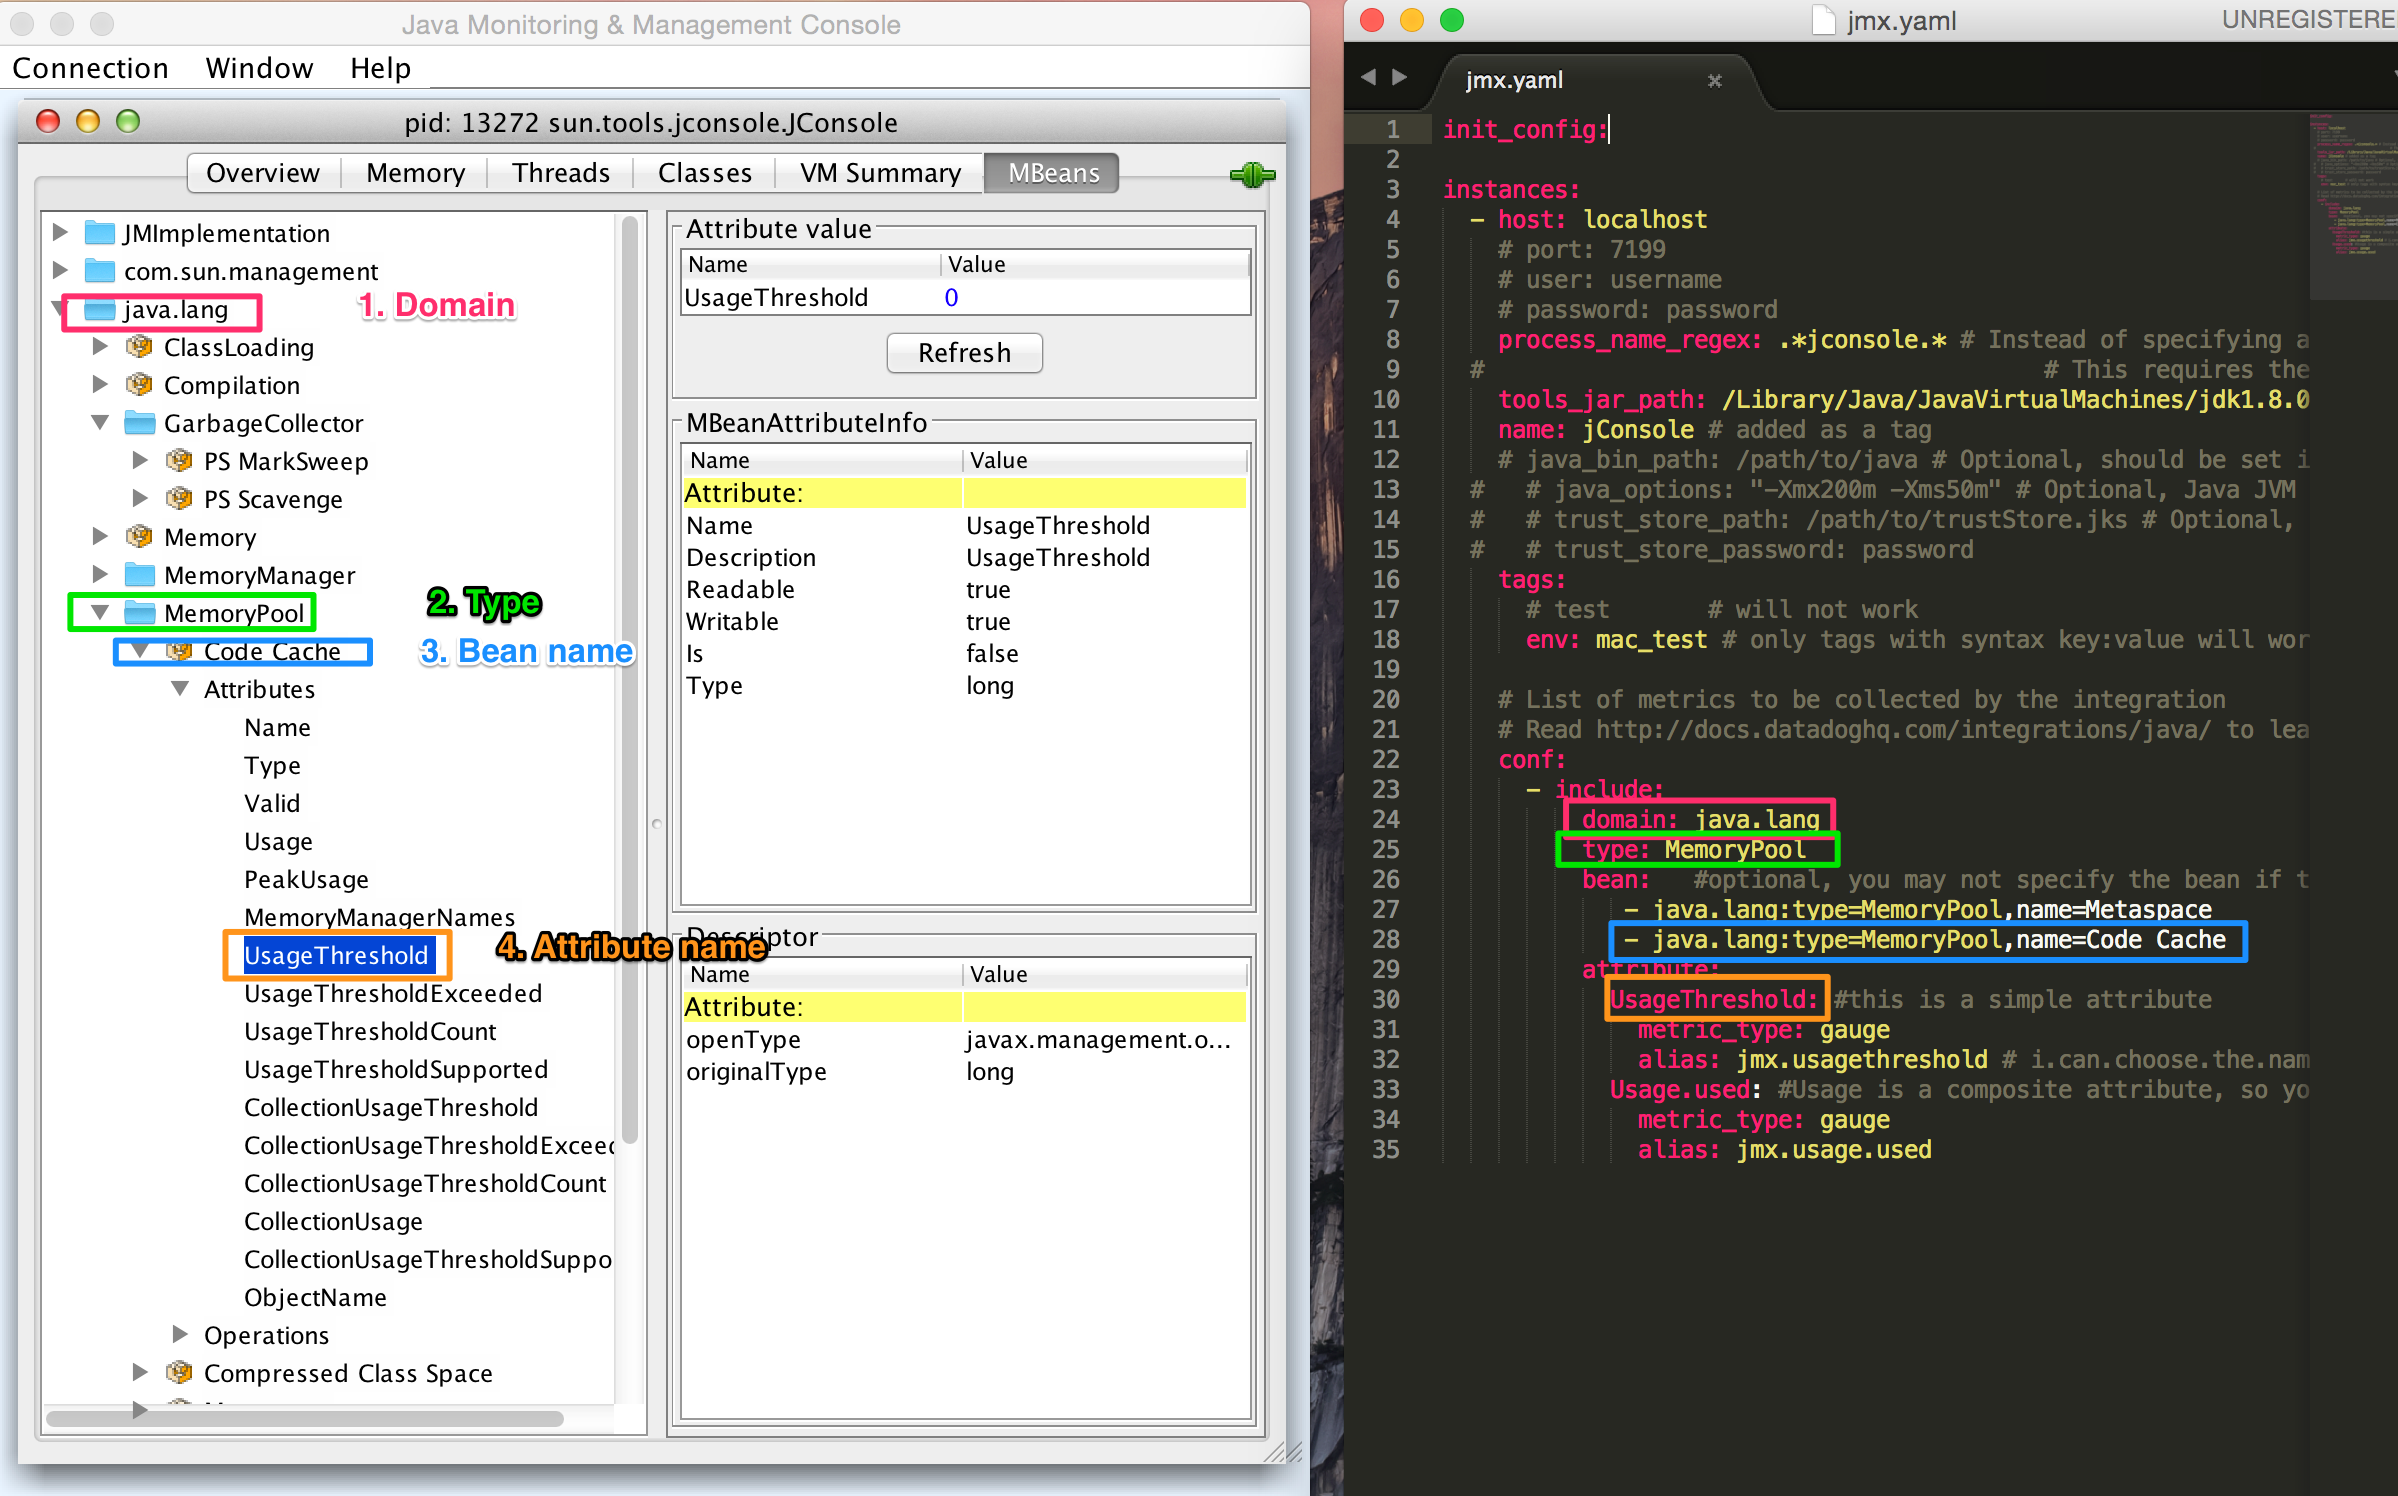 Java Monitoring & Management Console
Connection Window Help
pid: 13272 sun.tools.jconsole.JConsole
Overview Memory Threads Classes VM Summary MBeans
JMImplementation
com.sun.management
java.lang
1. Domain
ClassLoading
Compilation
GarbageCollector
PS MarkSweep
PS Scavenge
Memory
MemoryManager
MemoryPool
2. Type
Code Cache
3. Bean name
Attributes
Name
Type
Valid
Usage
PeakUsage
MemoryManagerNames
UsageThreshold
4. Attribute name
UsageThresholdExceeded
UsageThresholdCount
UsageThresholdSupported
CollectionUsageThreshold
CollectionUsageThresholdExceed
CollectionUsageThresholdCount
CollectionUsage
CollectionUsageThresholdSuppo
ObjectName
Operations
Compressed Class Space
Attribute value
Name Value
UsageThreshold 0
Refresh
MBeanAttributeInfo
Name Value
Attribute:
Name UsageThreshold
Description UsageThreshold
Readable true
Writable true
Is false
Type long
Descriptor
Name Value
Attribute:
openType javax.management.o...
originalType long
jmx.yaml
UNREGISTERE
jmx.yaml
1 init_config:
2
3 instances:
4 - host: localhost
5 # port: 7199
6 # user: username
7 # password: password
8 process_name_regex: .*jconsole.* # Instead of specifying a
9 # # This requires the
10 tools_jar_path: /Library/Java/JavaVirtualMachines/jdk1.8.0
11 name: jConsole # added as a tag
12 # java_bin_path: /path/to/java # Optional, should be set i
13 # # java_options: "-Xmx200m -Xms50m" # Optional, Java JVM
14 # # trust_store_path: /path/to/trustStore.jks # Optional,
15 # # trust_store_password: password
16 tags:
17 # test # will not work
18 env: mac_test # only tags with syntax key:value will wor
19
20 # List of metrics to be collected by the integration
21 # Read http://docs.datadoghq.com/integrations/java/ to lea
22 conf:
23 - include:
24 domain: java.lang
25 type: MemoryPool
26 bean: #optional, you may not specify the bean if t
27 - java.lang:type=MemoryPool,name=Metaspace
28 - java.lang:type=MemoryPool,name=Code Cache
29 attribute:
30 UsageThreshold: #this is a simple attribute
31 metric_type: gauge
32 alias: jmx.usagethreshold # i.can.choose.the.nam
33 Usage.used: #Usage is a composite attribute, so yo
34 metric_type: gauge
35 alias: jmx.usage.used